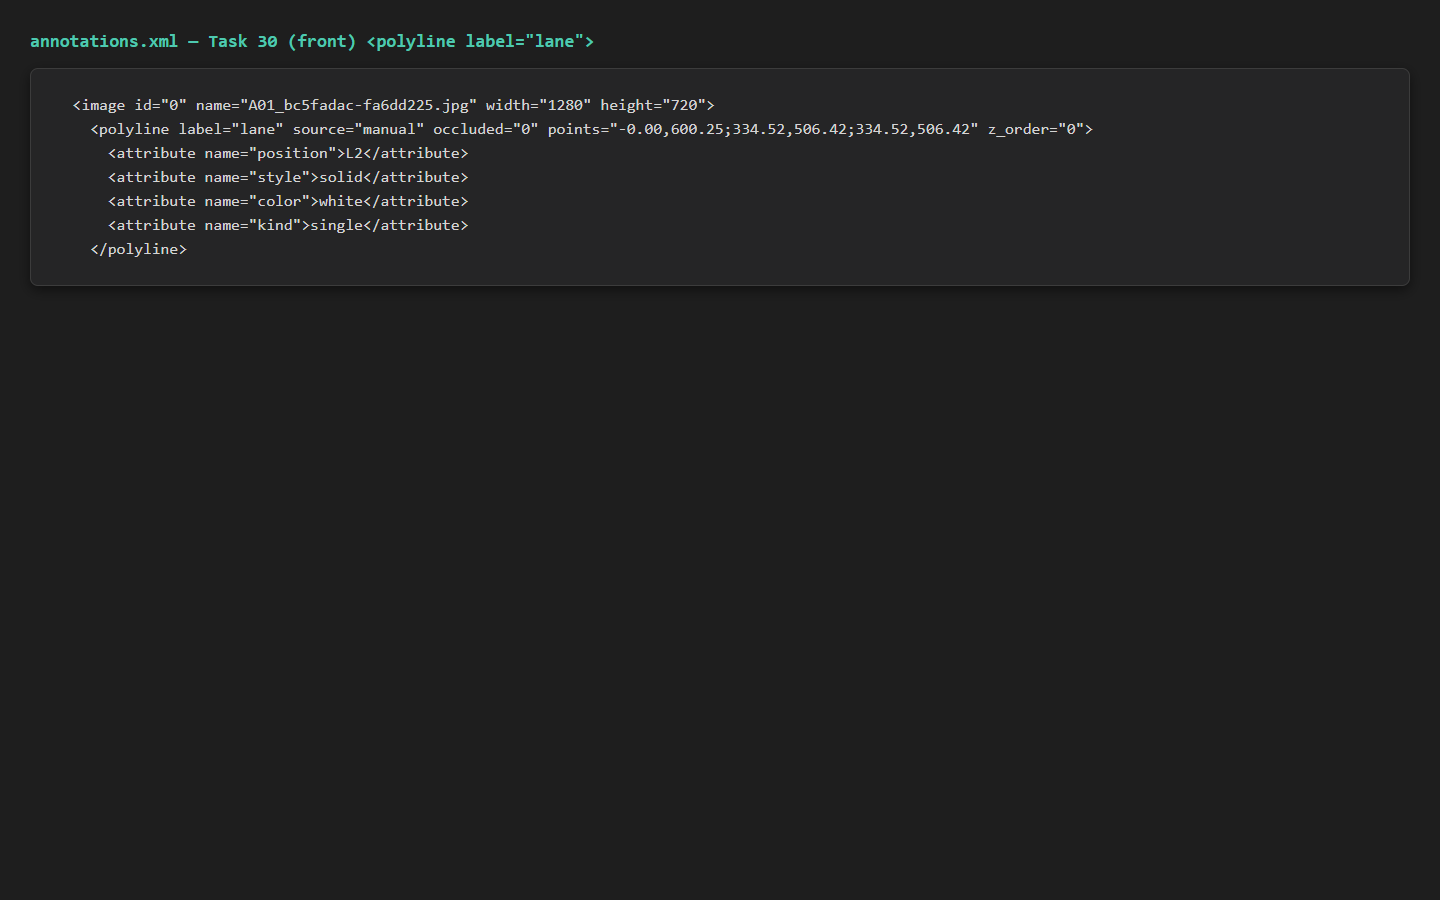 annotations.xml — Task 30 (front) <polyline label="lane">
<image id="0" name="A01_bc5fadac-fa6dd225.jpg" width="1280" height="720">
<polyline label="lane" source="manual" occluded="0" points="-0.00,600.25;334.52,506.42;334.52,506.42" z_order="0">
<attribute name="position">L2</attribute>
<attribute name="style">solid</attribute>
<attribute name="color">white</attribute>
<attribute name="kind">single</attribute>
</polyline>